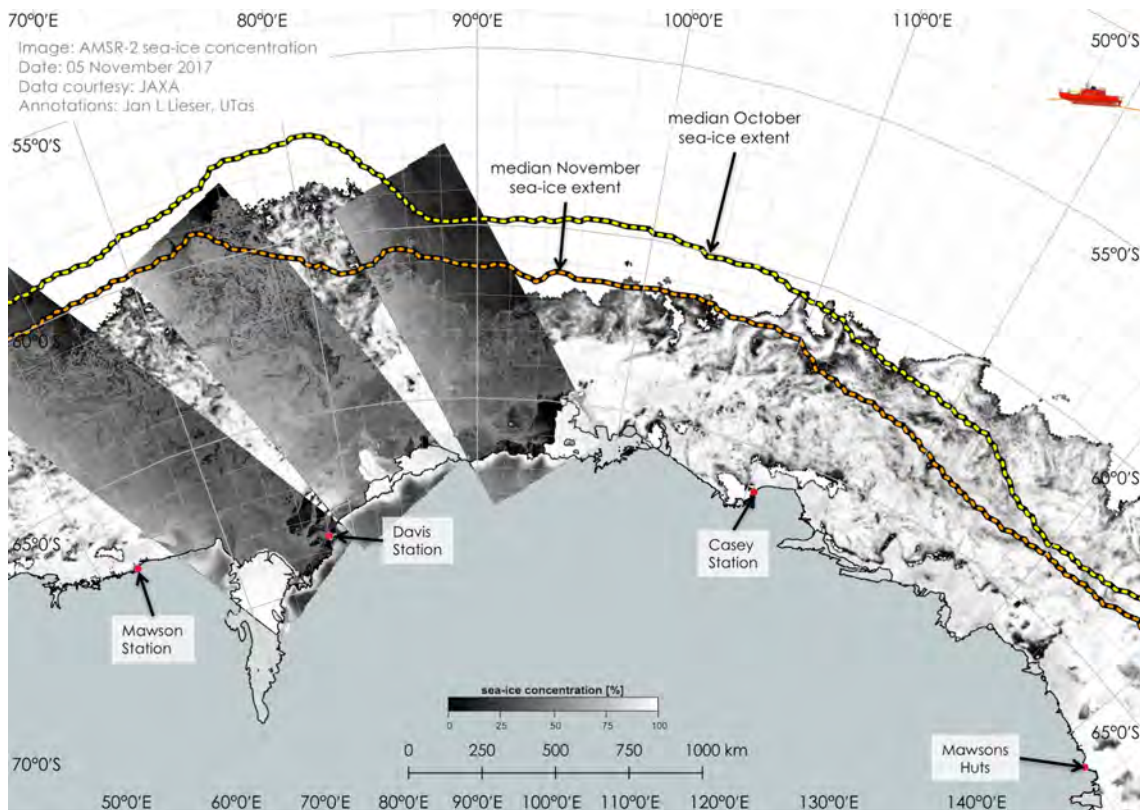 70°0'E
80°0'E
90°0'E
100°0'E
110°0'E
50°0'S
Image: AMSR-2 sea-ice concentration
Date: 05 November 2017
Data courtesy: JAXA
Annotations: Jan L Lieser, UTas
median October
sea-ice extent
55°0'S
median November
sea-ice extent
55°0'S
60°0'S
60°0'S
Davis
Station
Casey
Station
65°0'S
Mawson
Station
sea-ice concentration [%]
0 25 50 75 100
65°0'S
0 250 500 750 1000 km
70°0'S
Mawsons
Huts
50°0'E
60°0'E
70°0'E
80°0'E
90°0'E
100°0'E
110°0'E
120°0'E
130°0'E
140°0'E